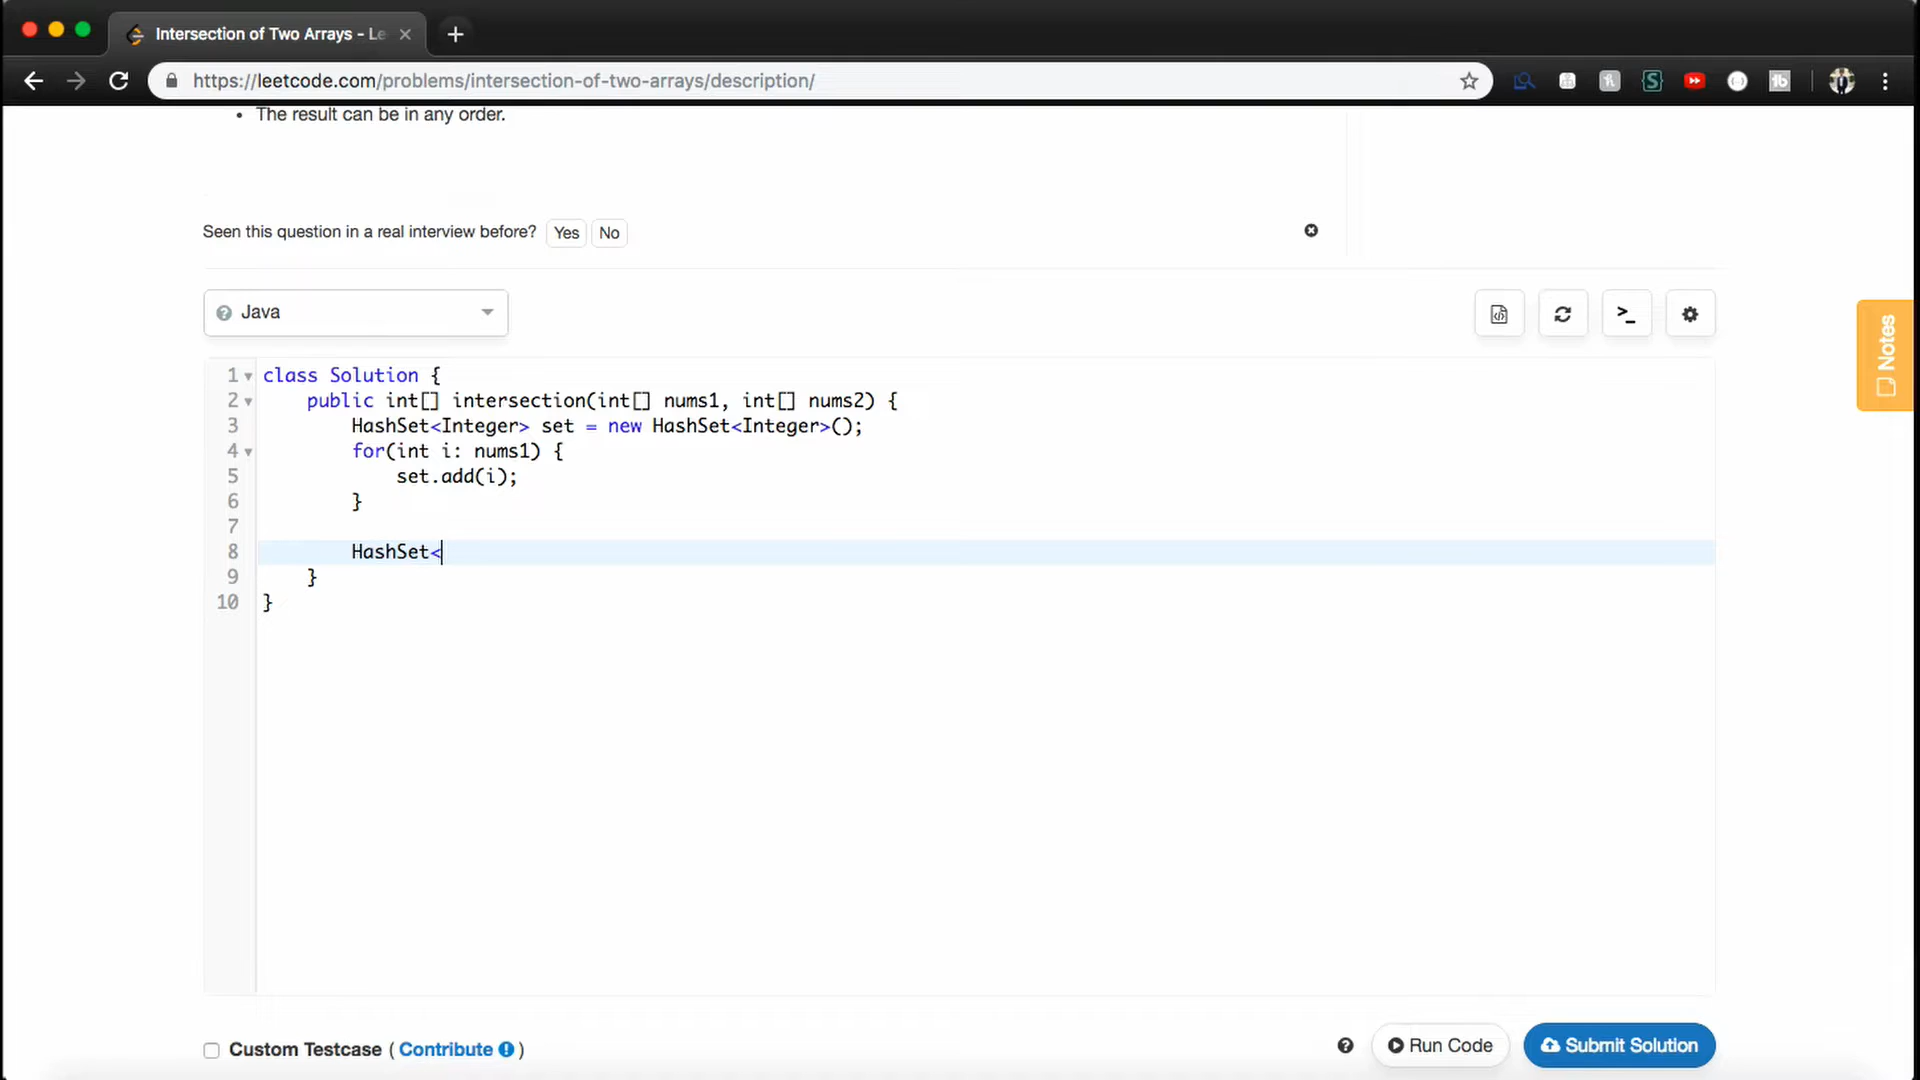 Intersection of Two Arrays - Le
https://leetcode.com/problems/intersection-of-two-arrays/description/
The result can be in any order.
Seen this question in a real interview before? Yes No
Java
>_
Notes
1 class Solution {
2     public int[] intersection(int[] nums1, int[] nums2) {
3         HashSet<Integer> set = new HashSet<Integer>();
4         for(int i: nums1) {
5             set.add(i);
6         }
7
8         HashSet<
9     }
10 }
Custom Testcase ( Contribute )
Run Code
Submit Solution